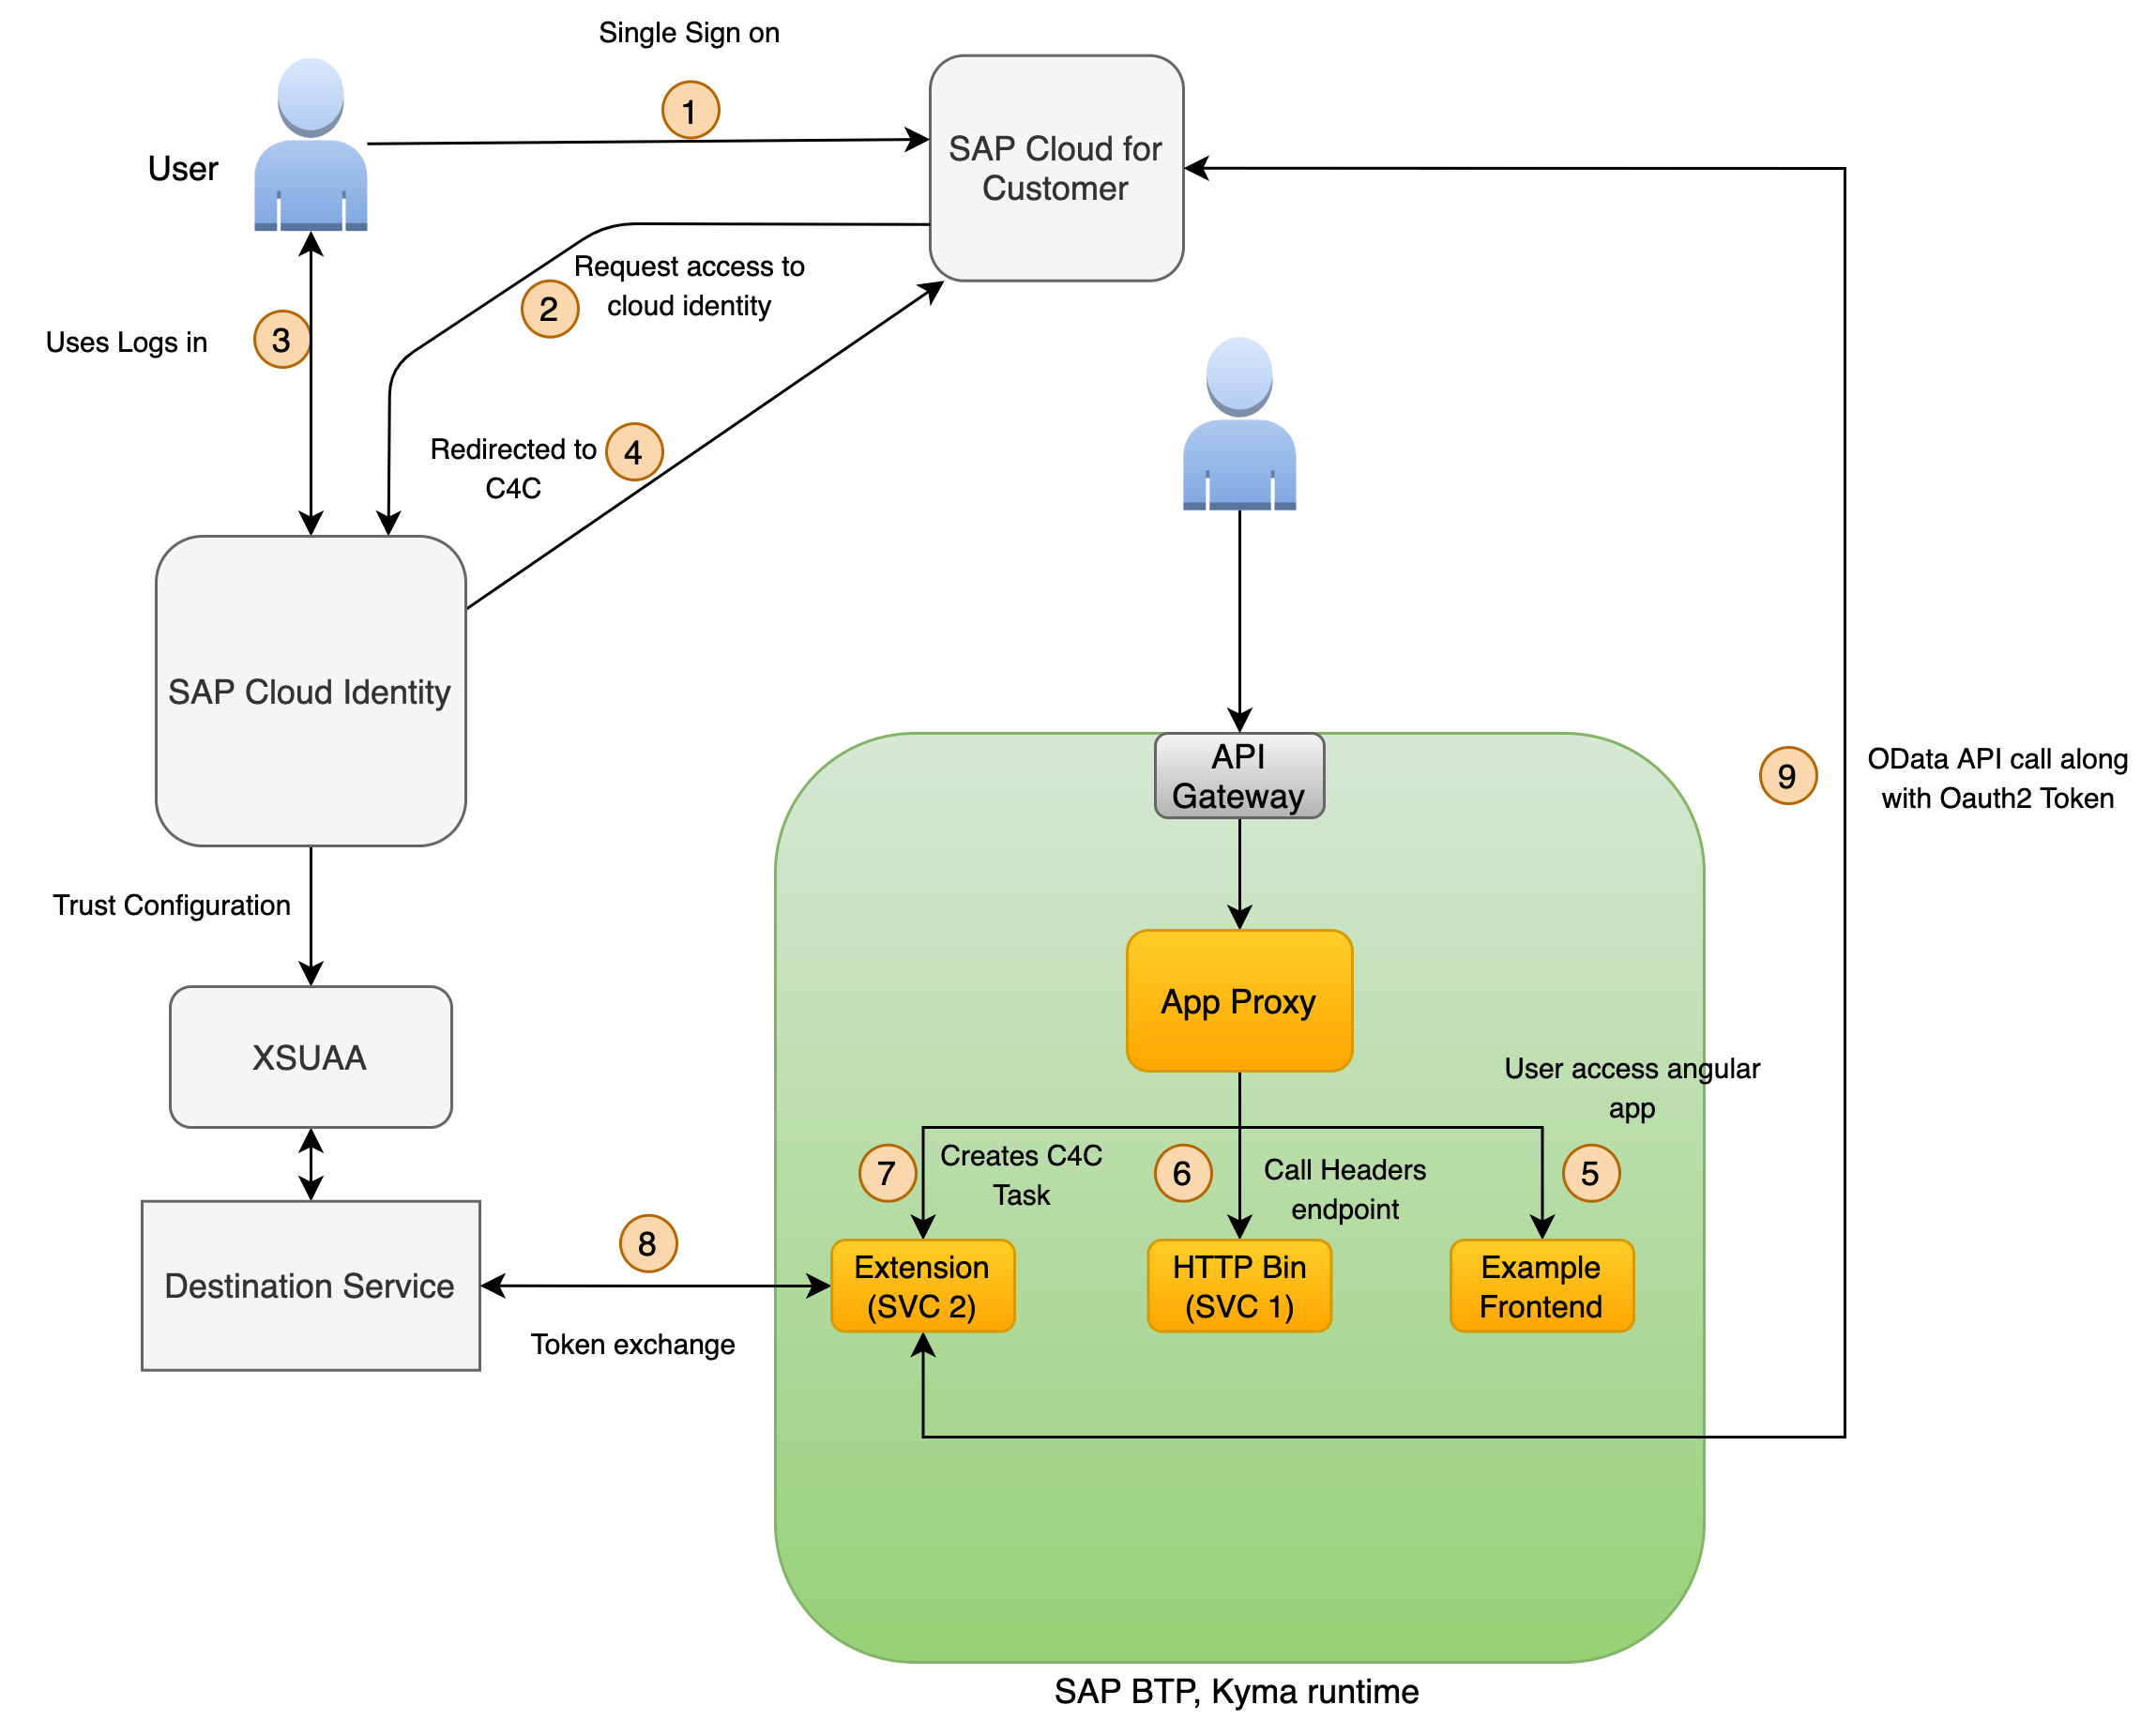 Single Sign on
1
User
SAP Cloud for
Customer
Request access to
cloud identity
2
Uses Logs in
3
Redirected to
C4C
4
SAP Cloud Identity
API
Gateway
9
OData API call along
with Oauth2 Token
Trust Configuration
App Proxy
XSUAA
User access angular
app
7
Creates C4C
Task
6
Call Headers
endpoint
5
8
Destination Service
Extension
(SVC 2)
HTTP Bin
(SVC 1)
Example
Frontend
Token exchange
SAP BTP, Kyma runtime